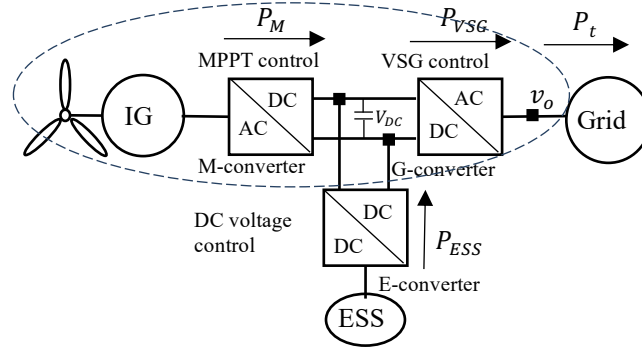 P_M
P_VSG
P_t
MPPT control
VSG control
IG
DC
AC
V_DC
AC
DC
v_o
Grid
M-converter
G-converter
DC voltage
control
DC
DC
P_ESS
E-converter
ESS